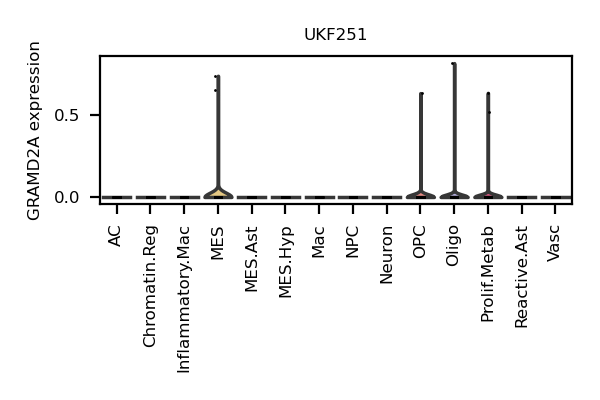 UKF251
GRAMD2A expression
0.5
0.0
AC
Chromatin.Reg
Inflammatory.Mac
MES
MES.Ast
MES.Hyp
Mac
NPC
Neuron
OPC
Oligo
Prolif.Metab
Reactive.Ast
Vasc